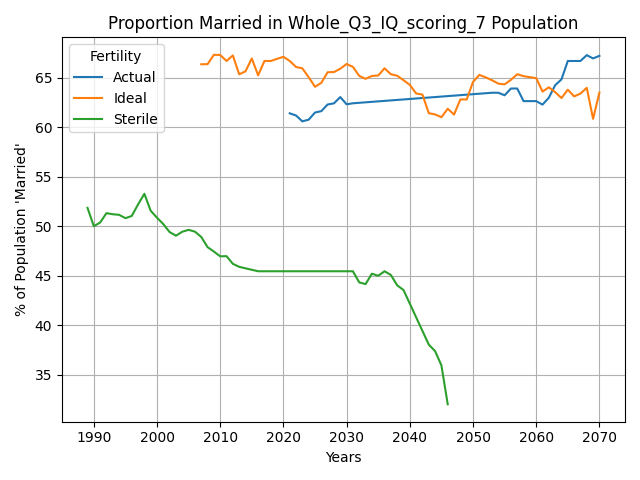 Proportion Married in Whole_Q3_IQ_scoring_7 Population
Fertility
Actual
Ideal
Sterile
% of Population 'Married'
65
60
55
50
45
40
35
1990 2000 2010 2020 2030 2040 2050 2060 2070
Years